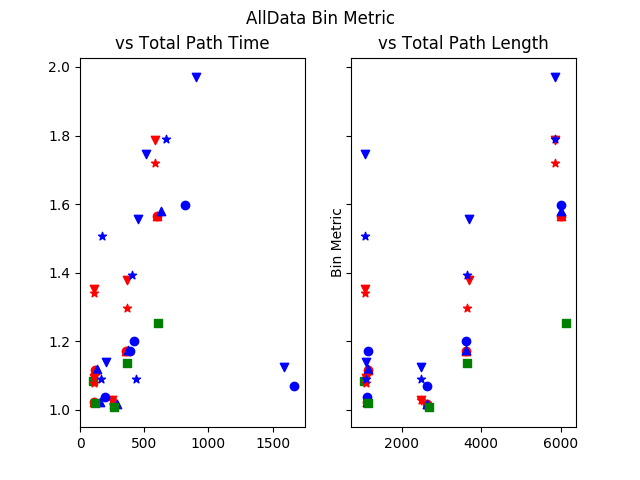 AllData Bin Metric
vs Total Path Time
vs Total Path Length
2.0
1.8
1.6
1.4
1.2
1.0
Bin Metric
0 500 1000 1500
2000 4000 6000